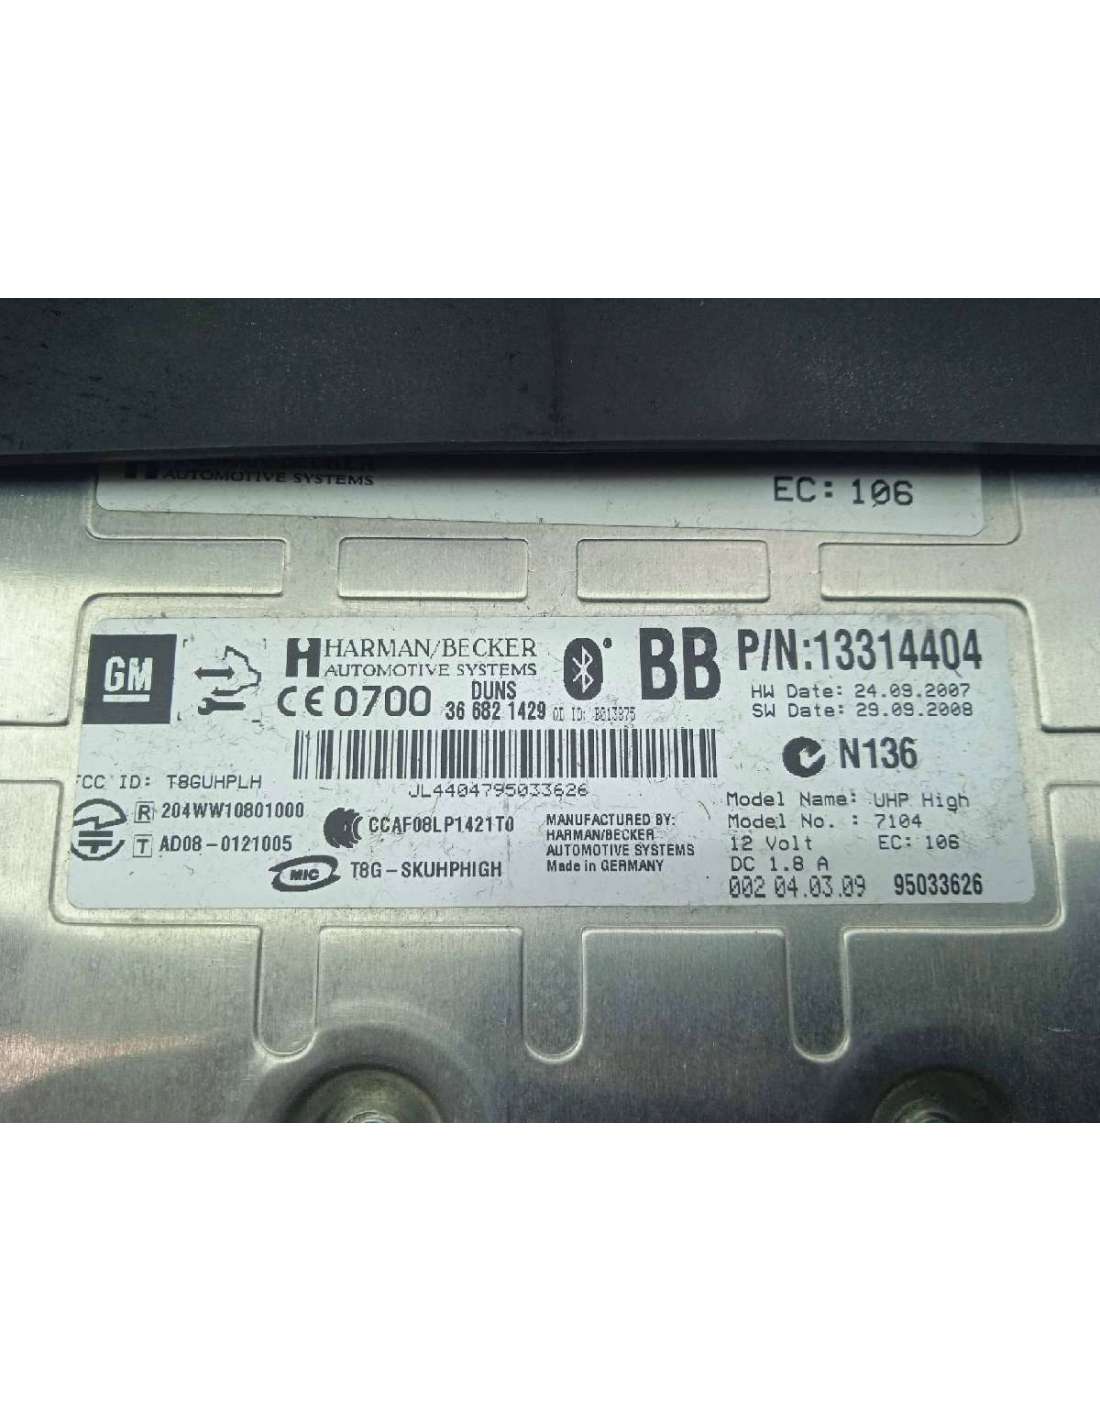 AUTOMOTIVE SYSTEMS
EC: 106
GM
HARMAN/BECKER
AUTOMOTIVE SYSTEMS
BB
P/N:13314404
HW Date: 24.09.2007
SW Date: 29.09.2008
CE 0700
DUNS
36 682 1429
QD ID: B013875
N136
JL4404795033626
FCC ID: T8GUHPLH
R 204WW10801000
T AD08-0121005
CCAF08LP1421T0
MIC T8G-SKUHPHIGH
MANUFACTURED BY:
HARMAN/BECKER
AUTOMOTIVE SYSTEMS
Made in GERMANY
Model Name: UHP High
Model No. : 7104
12 Volt EC: 106
DC 1.8 A
002 04.03.09 95033626